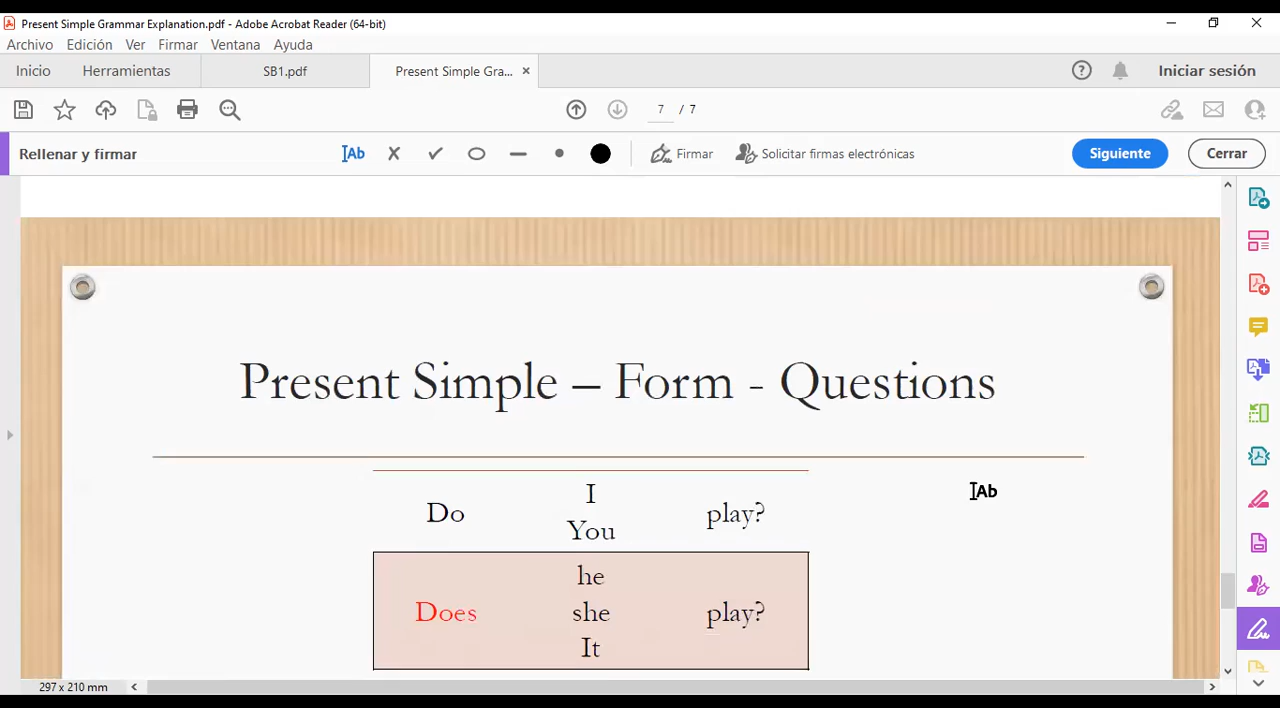 Present Simple Grammar Explanation.pdf - Adobe Acrobat Reader (64-bit)
Archivo Edición Ver Firmar Ventana Ayuda
Inicio Herramientas SB1.pdf Present Simple Gra... × Iniciar sesión
7 / 7
Rellenar y firmar Ab Firmar Solicitar firmas electrónicas Siguiente Cerrar
Present Simple – Form - Questions
Do I You play?
Ab
Does he she It play?
297 x 210 mm